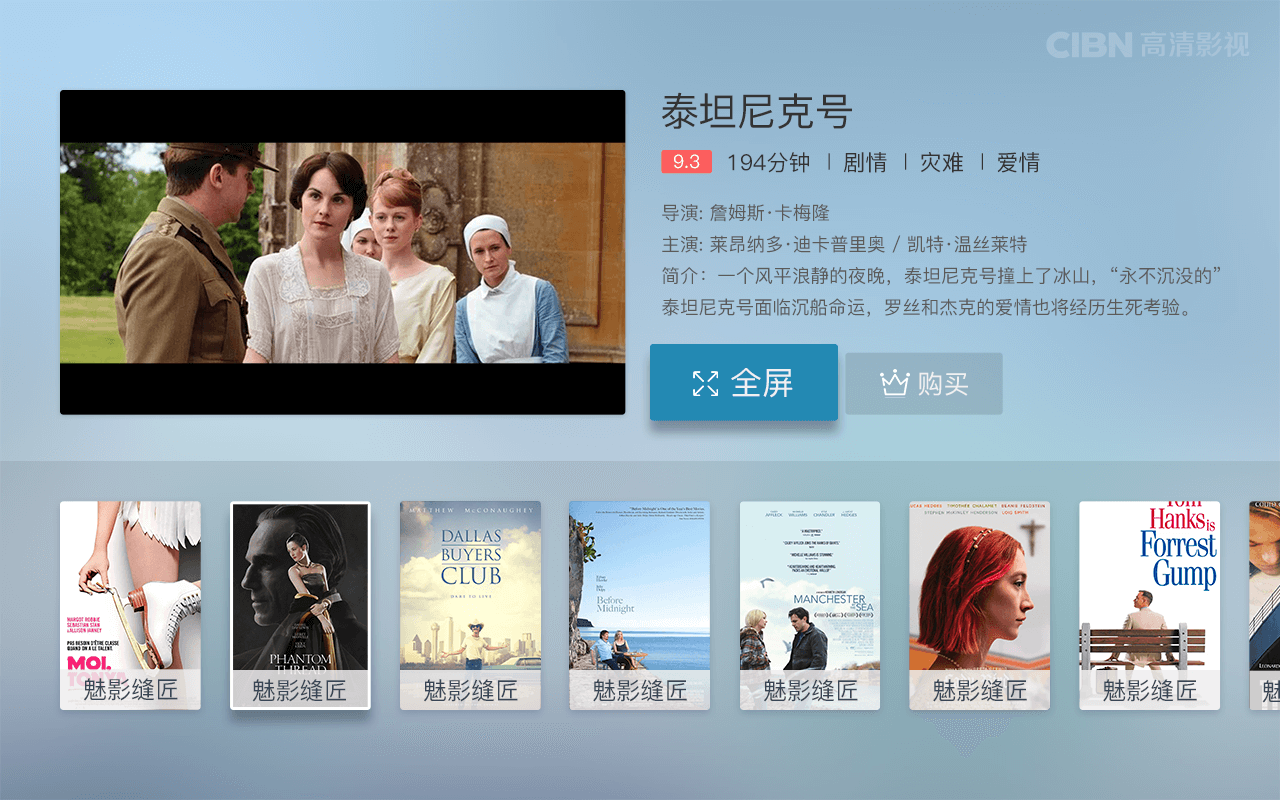 CIBN 高清影视
泰坦尼克号
9.3 194分钟 | 剧情 | 灾难 | 爱情
导演: 詹姆斯·卡梅隆
主演: 莱昂纳多·迪卡普里奥 / 凯特·温丝莱特
简介：一个风平浪静的夜晚，泰坦尼克号撞上了冰山，“永不沉没的”
泰坦尼克号面临沉船命运，罗丝和杰克的爱情也将经历生死考验。
全屏
购买
MARGOT ROBBIE
SEBASTIAN STAN
& ALLISON JANNEY
PAS BESOIN D'ÊTRE CLASSE
QUAND ON A LE TALENT.
MOI,
TONYA
魅影缝匠
PHANTOM
THREAD
魅影缝匠
MATTHEW McCONAUGHEY
DALLAS
BUYERS
CLUB
DARE TO LIVE
魅影缝匠
Before
Midnight
魅影缝匠
MANCHESTER
BY THE SEA
魅影缝匠
LUCAS HEDGES TIMOTHÉE CHALAMET BEANIE FELDSTEIN
STEPHEN McKINLEY HENDERSON LOIS SMITH
魅影缝匠
Tom
Hanks is
Forrest
Gump
魅影缝匠
魅